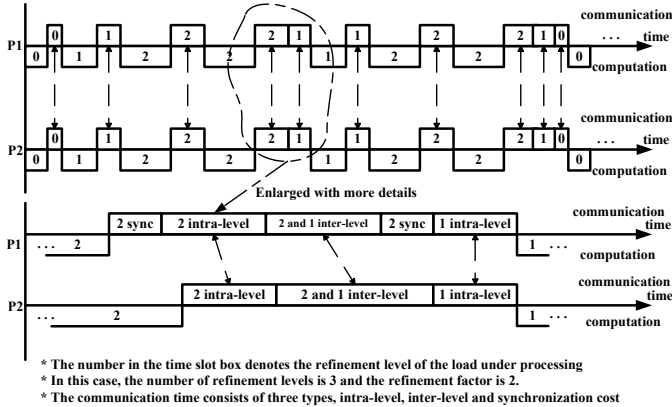 communication
0 1 2 2 1 1 2 2 1 0 ...
P1 time
0 1 2 2 1 2 2 0
computation
communication
0 1 2 2 1 1 2 2 1 0 ...
P2 time
0 1 2 2 1 2 2 0
computation
Enlarged with more details
communication
2 sync 2 intra-level 2 and 1 inter-level 2 sync 1 intra-level
P1 time
... 2 1 ...
computation
communication
2 intra-level 2 and 1 inter-level 1 intra-level time
P2
... 2 1 ...
computation
* The number in the time slot box denotes the refinement level of the load under processing
* In this case, the number of refinement levels is 3 and the refinement factor is 2.
* The communication time consists of three types, intra-level, inter-level and synchronization cost